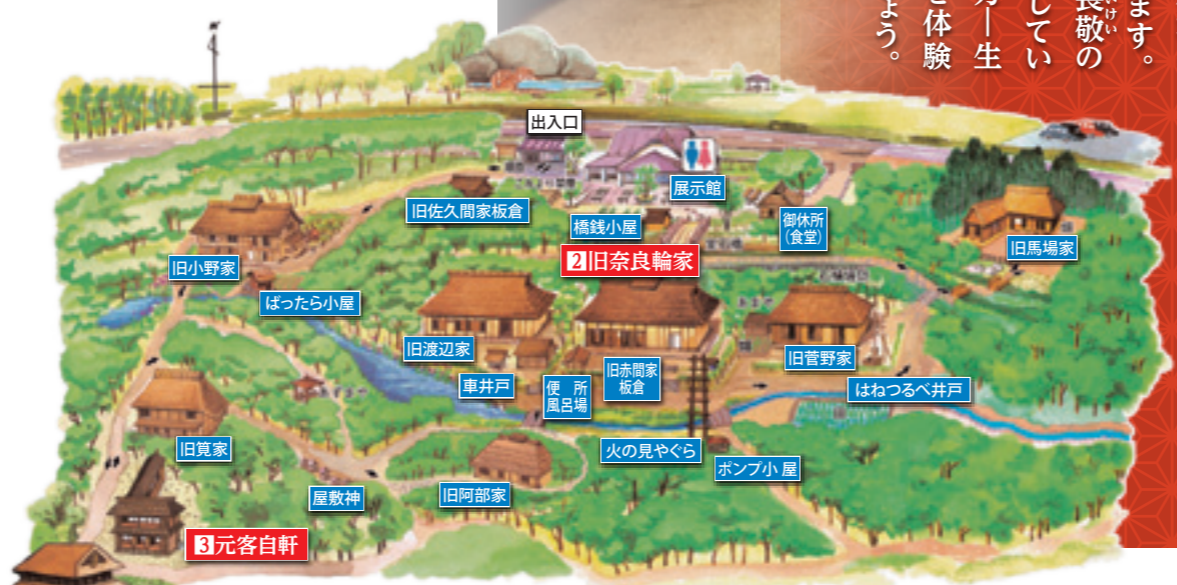 ます。
畏敬の
いけい
してい
方―生
を体験
ょう。
出入口
展示館
旧佐久間家板倉
橋銭小屋
御休所
(食堂)
旧馬場家
2旧奈良輪家
旧小野家
ばったら小屋
旧渡辺家
旧菅野家
車井戸
便 所
風呂場
旧赤間家
板倉
はねつるべ井戸
旧筧家
火の見やぐら
ポンプ小屋
屋敷神
旧阿部家
3元客自軒